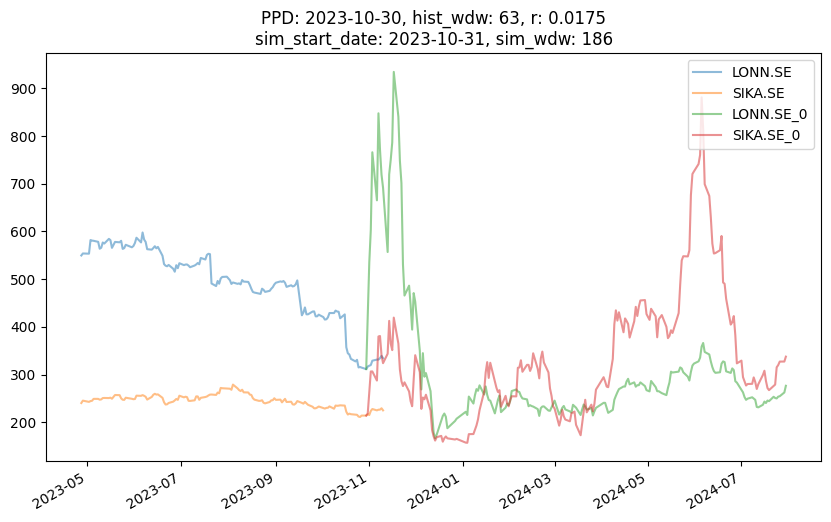 PPD: 2023-10-30, hist_wdw: 63, r: 0.0175
sim_start_date: 2023-10-31, sim_wdw: 186
LONN.SE
SIKA.SE
LONN.SE_0
SIKA.SE_0
900
800
700
600
500
400
300
200
2023-05
2023-07
2023-09
2023-11
2024-01
2024-03
2024-05
2024-07